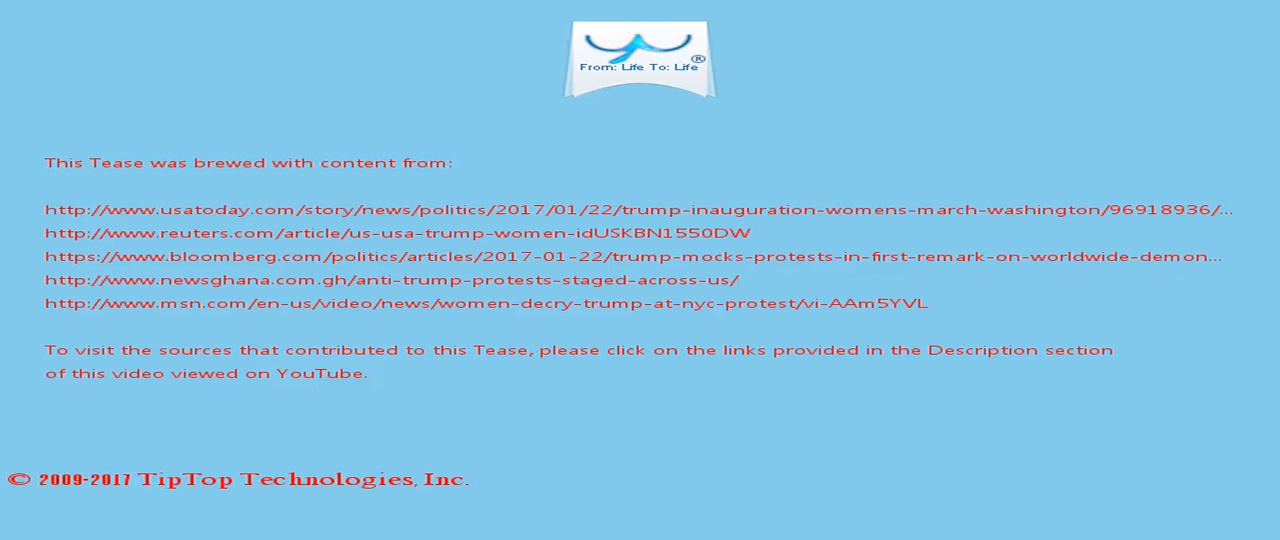 From: Life To: Life ®
This Tease was brewed with content from:
http://www.usatoday.com/story/news/politics/2017/01/22/trump-inauguration-womens-march-washington/96918936/...
http://www.reuters.com/article/us-usa-trump-women-idUSKBN1550DW
https://www.bloomberg.com/politics/articles/2017-01-22/trump-mocks-protests-in-first-remark-on-worldwide-demon...
http://www.newsghana.com.gh/anti-trump-protests-staged-across-us/
http://www.msn.com/en-us/video/news/women-decry-trump-at-nyc-protest/vi-AAm5YVL
To visit the sources that contributed to this Tease, please click on the links provided in the Description section
of this video viewed on YouTube.
© 2009-2017 TipTop Technologies, Inc.